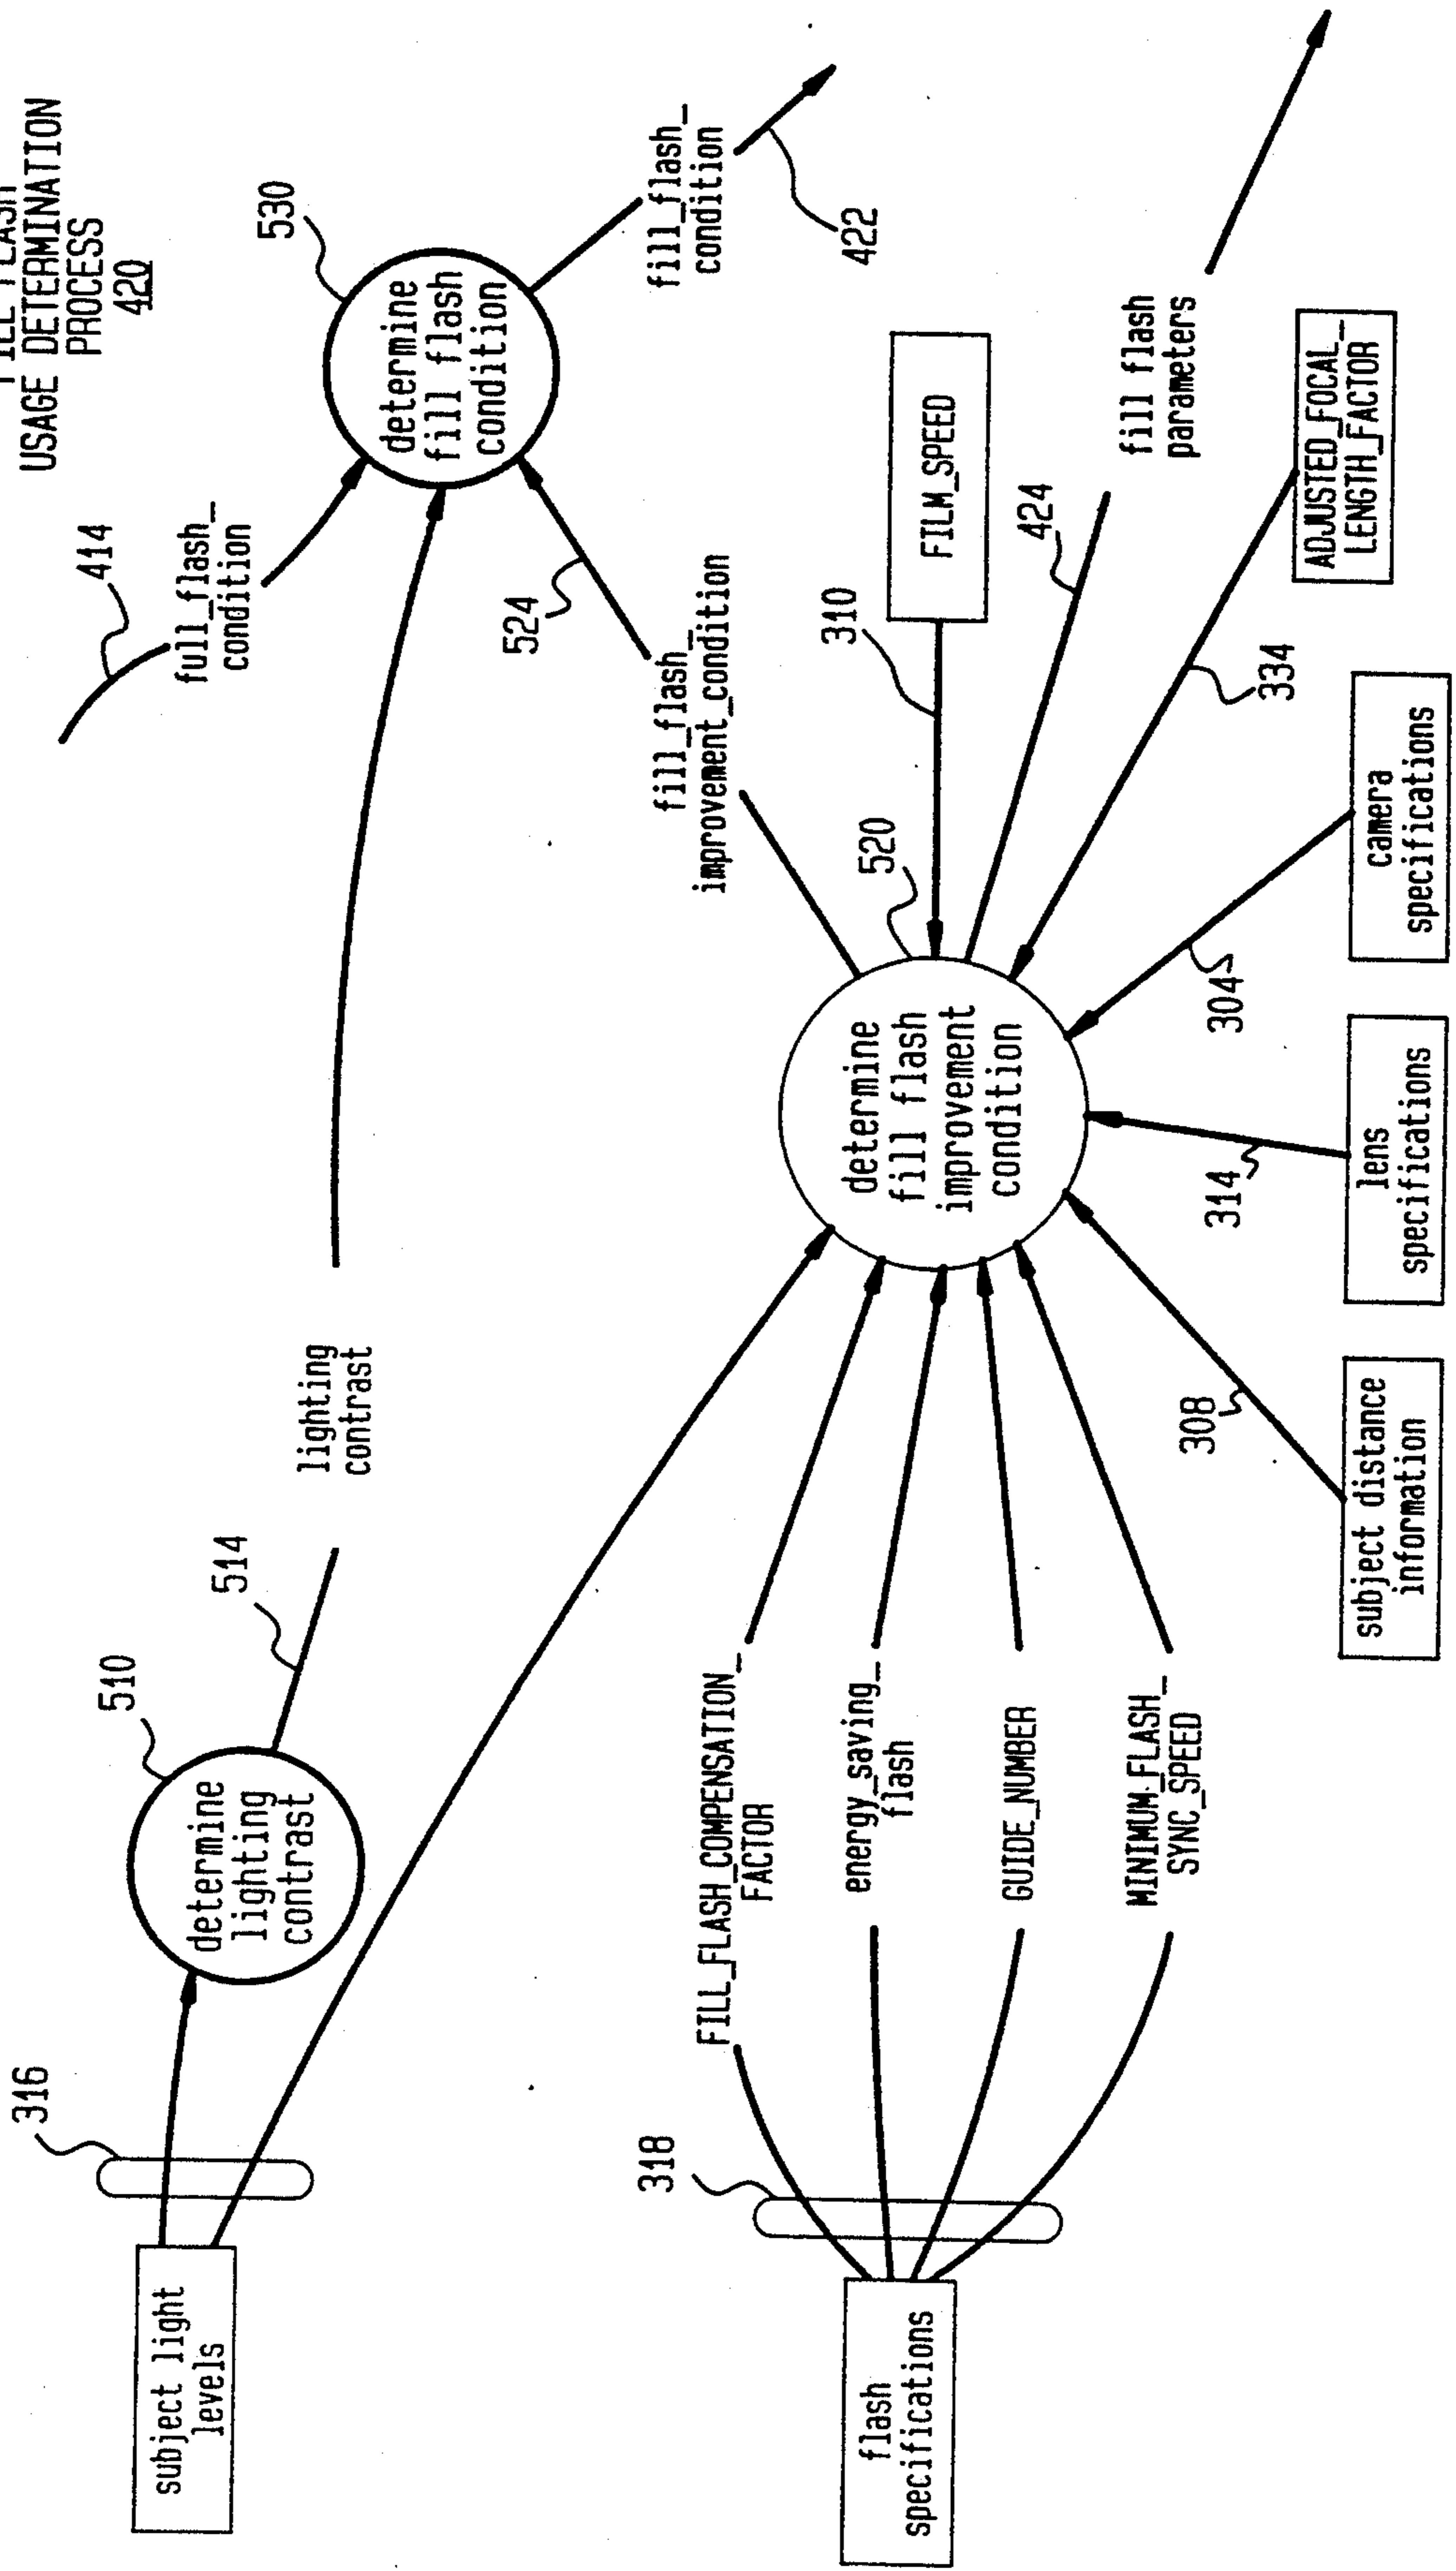 FILL FLASH
USAGE DETERMINATION
PROCESS
420
316
subject light
levels
510
determine
lighting
contrast
514
lighting
contrast
414
full_flash_
condition
530
determine
fill flash
condition
524
fill_flash_
condition
422
fill_flash_
improvement_condition
318
flash
specifications
FILL_FLASH_COMPENSATION_
FACTOR
energy_saving_
flash
GUIDE_NUMBER
MINIMUM_FLASH_
SYNC_SPEED
520
determine
fill flash
improvement
condition
310
FILM_SPEED
424
fill flash
parameters
334
ADJUSTED_FOCAL_
LENGTH_FACTOR
304
camera
specifications
314
lens
specifications
308
subject distance
information